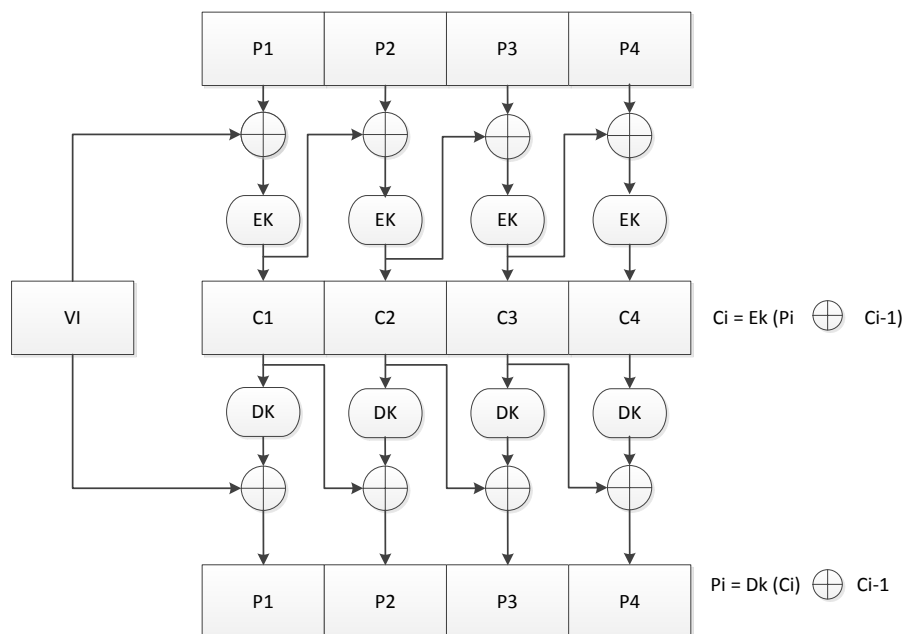 P1 P2 P3 P4
EK EK EK EK
VI
C1 C2 C3 C4
Ci = Ek (Pi Ci-1)
DK DK DK DK
Pi = Dk (Ci) Ci-1
P1 P2 P3 P4